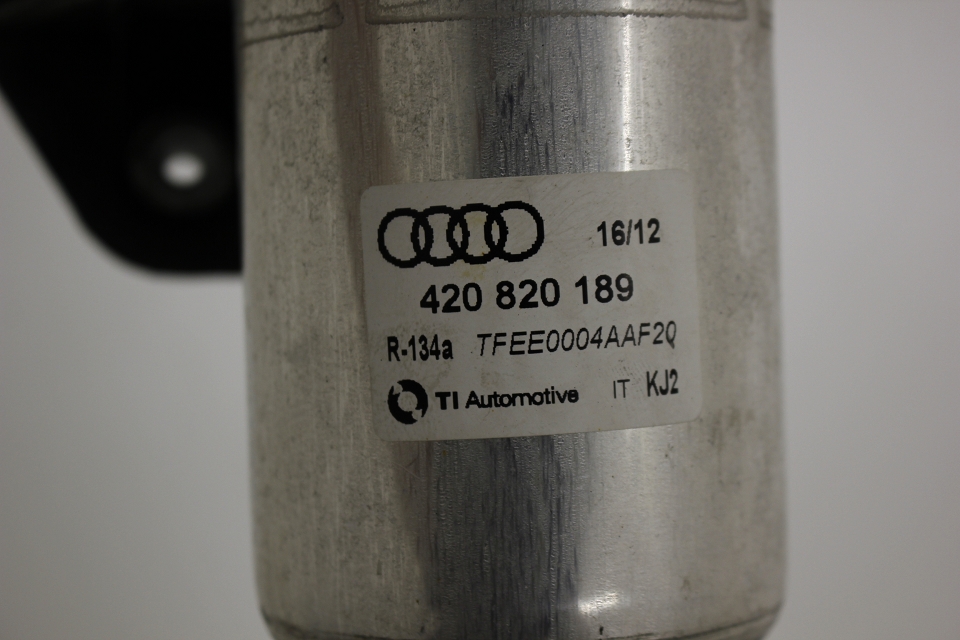 16/12
420 820 189
R-134a TFEE0004AAF2Q
TI Automotive IT KJ2